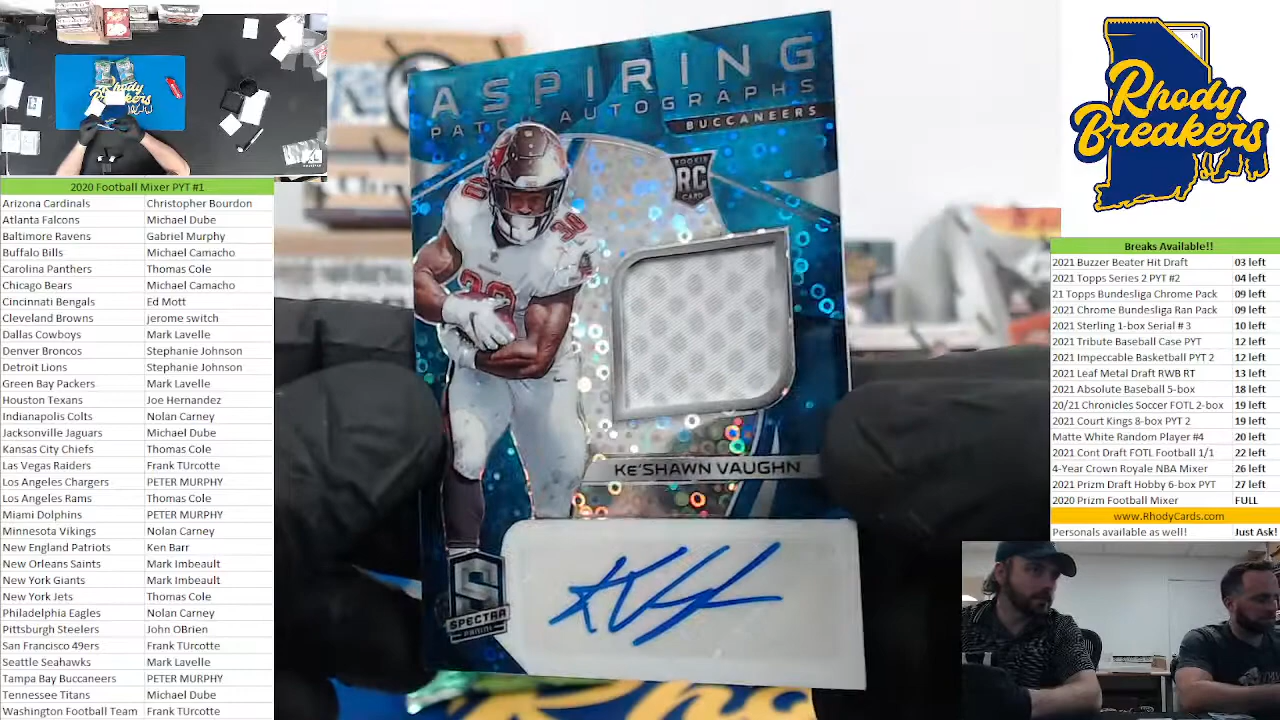 2020 Football Mixer PYT #1
Arizona Cardinals Christopher Bourdon
Atlanta Falcons Michael Dube
Baltimore Ravens Gabriel Murphy
Buffalo Bills Michael Camacho
Carolina Panthers Thomas Cole
Chicago Bears Michael Camacho
Cincinnati Bengals Ed Mott
Cleveland Browns jerome switch
Dallas Cowboys Mark Lavelle
Denver Broncos Stephanie Johnson
Detroit Lions Stephanie Johnson
Green Bay Packers Mark Lavelle
Houston Texans Joe Hernandez
Indianapolis Colts Nolan Carney
Jacksonville Jaguars Michael Dube
Kansas City Chiefs Thomas Cole
Las Vegas Raiders Frank TUrcotte
Los Angeles Chargers PETER MURPHY
Los Angeles Rams Thomas Cole
Miami Dolphins PETER MURPHY
Minnesota Vikings Nolan Carney
New England Patriots Ken Barr
New Orleans Saints Mark Imbeault
New York Giants Mark Imbeault
New York Jets Thomas Cole
Philadelphia Eagles Nolan Carney
Pittsburgh Steelers John OBrien
San Francisco 49ers Frank TUrcotte
Seattle Seahawks Mark Lavelle
Tampa Bay Buccaneers PETER MURPHY
Tennessee Titans Michael Dube
Washington Football Team Frank TUrcotte
Rhody
Breakers
ASPIRING
PATCH AUTOGRAPHS
BUCCANEERS
ROOKIE
RC
CARD
30
30
30
KE'SHAWN VAUGHN
S
SPECTRA
PANINI
Rhody
Breakers
Breaks Available!!
2021 Buzzer Beater Hit Draft 03 left
2021 Topps Series 2 PYT #2 04 left
21 Topps Bundesliga Chrome Pack 09 left
2021 Chrome Bundesliga Ran Pack 09 left
2021 Sterling 1-box Serial # 3 10 left
2021 Tribute Baseball Case PYT 12 left
2021 Impeccable Basketball PYT 2 12 left
2021 Leaf Metal Draft RWB RT 13 left
2021 Absolute Baseball 5-box 18 left
20/21 Chronicles Soccer FOTL 2-box 19 left
2021 Court Kings 8-box PYT 2 19 left
Matte White Random Player #4 20 left
2021 Cont Draft FOTL Football 1/1 22 left
4-Year Crown Royale NBA Mixer 26 left
2021 Prizm Draft Hobby 6-box PYT 27 left
2020 Prizm Football Mixer FULL
www.RhodyCards.com
Personals available as well! Just Ask!